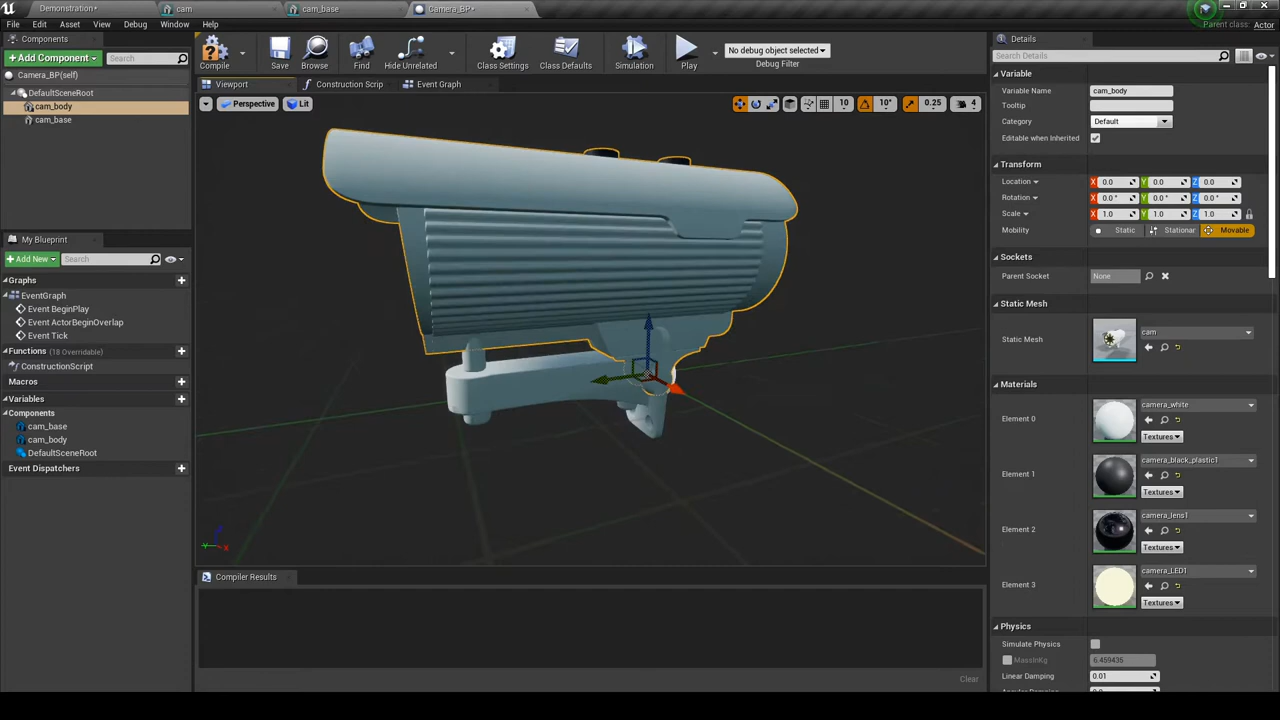 Demonstration*
cam
cam_base
Camera_BP*
File Edit Asset View Debug Window Help
Parent class: Actor
Components
+ Add Component
Search
Camera_BP(self)
DefaultSceneRoot
cam_body
cam_base
My Blueprint
+ Add New
Search
Graphs
EventGraph
Event BeginPlay
Event ActorBeginOverlap
Event Tick
Functions (18 Overridable)
ConstructionScript
Macros
Variables
Components
cam_base
cam_body
DefaultSceneRoot
Event Dispatchers
Compile
Save
Browse
Find
Hide Unrelated
Class Settings
Class Defaults
Simulation
Play
No debug object selected
Debug Filter
Viewport
Construction Scrip
Event Graph
Perspective
Lit
10
10°
0.25
4
Y X
Compiler Results
Clear
Details
Search Details
Variable
Variable Name cam_body
Tooltip
Category Default
Editable when Inherited
Transform
Location X 0.0 Y 0.0 Z 0.0
Rotation X 0.0 ° Y 0.0 ° Z 0.0 °
Scale X 1.0 Y 1.0 Z 1.0
Mobility Static Stationar Movable
Sockets
Parent Socket None
Static Mesh
Static Mesh cam
Materials
Element 0 camera_white
Textures
Element 1 camera_black_plastic1
Textures
Element 2 camera_lens1
Textures
Element 3 camera_LED1
Textures
Physics
Simulate Physics
MassInKg 6.459435
Linear Damping 0.01